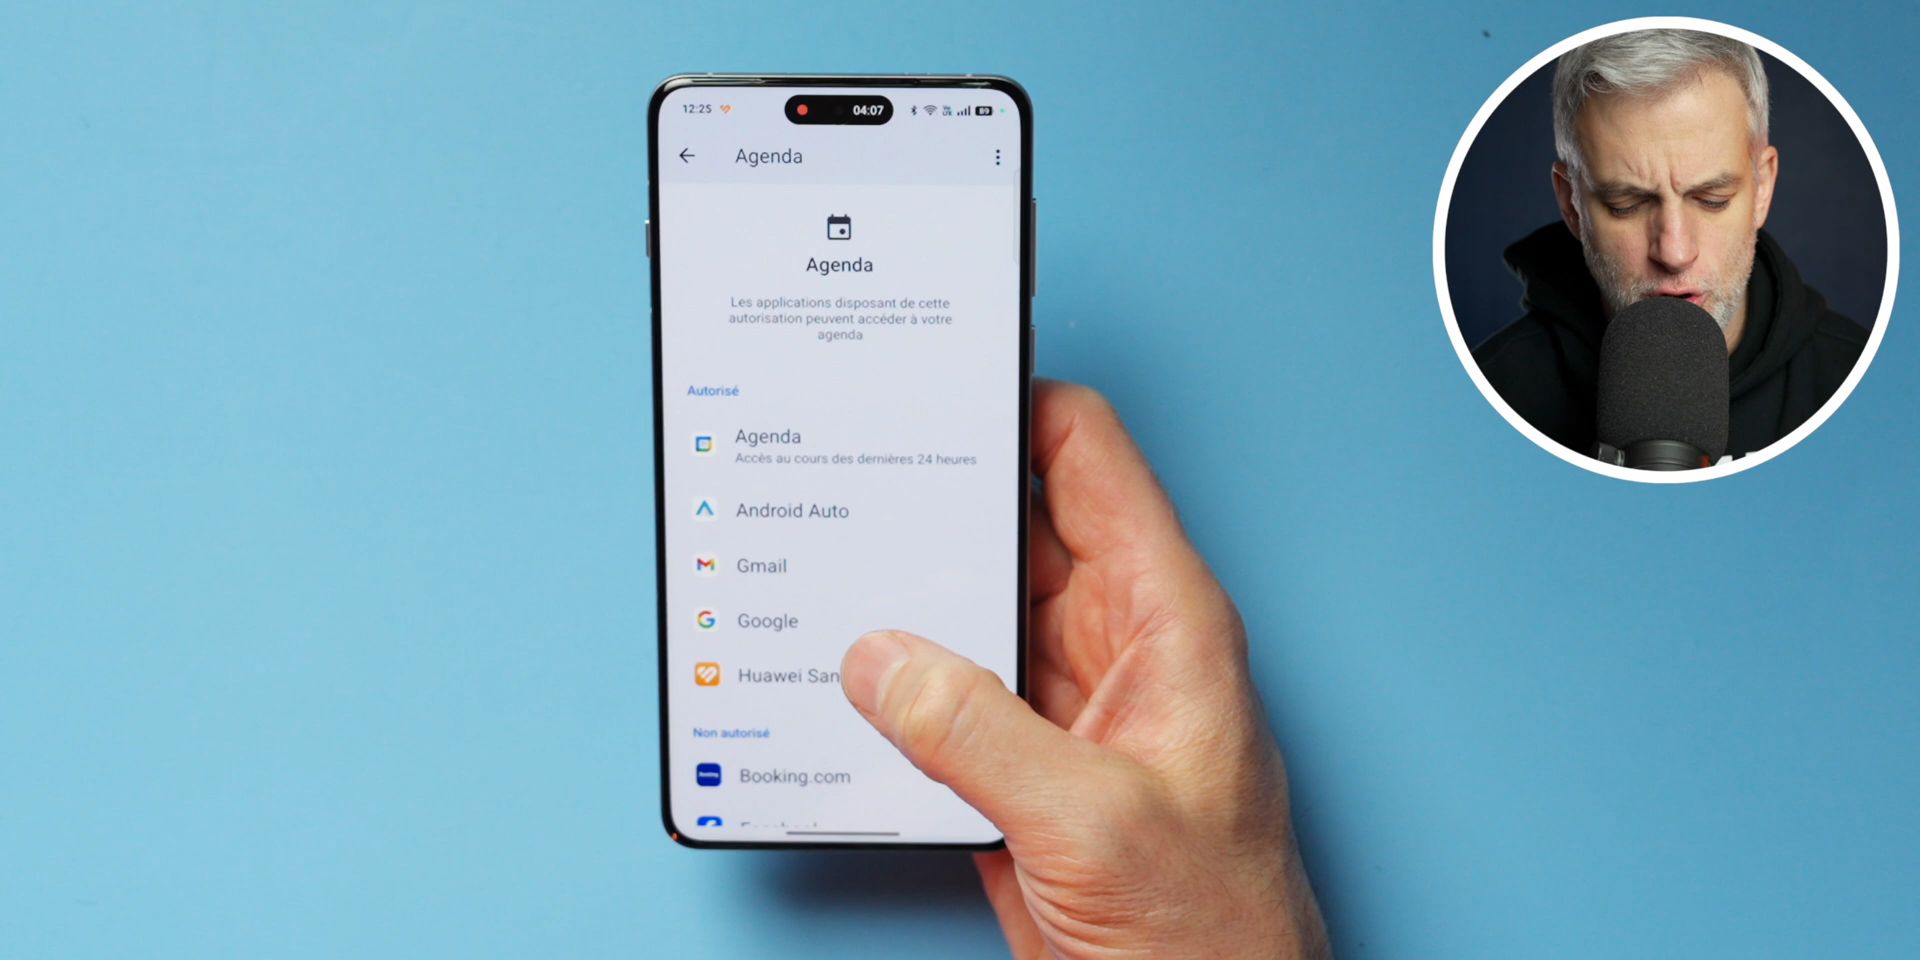 12:25
04:07
89
Agenda
Agenda
Les applications disposant de cette
autorisation peuvent accéder à votre
agenda
Autorisé
Agenda
Accès au cours des dernières 24 heures
Android Auto
Gmail
Google
Huawei San
Non autorisé
Booking.com